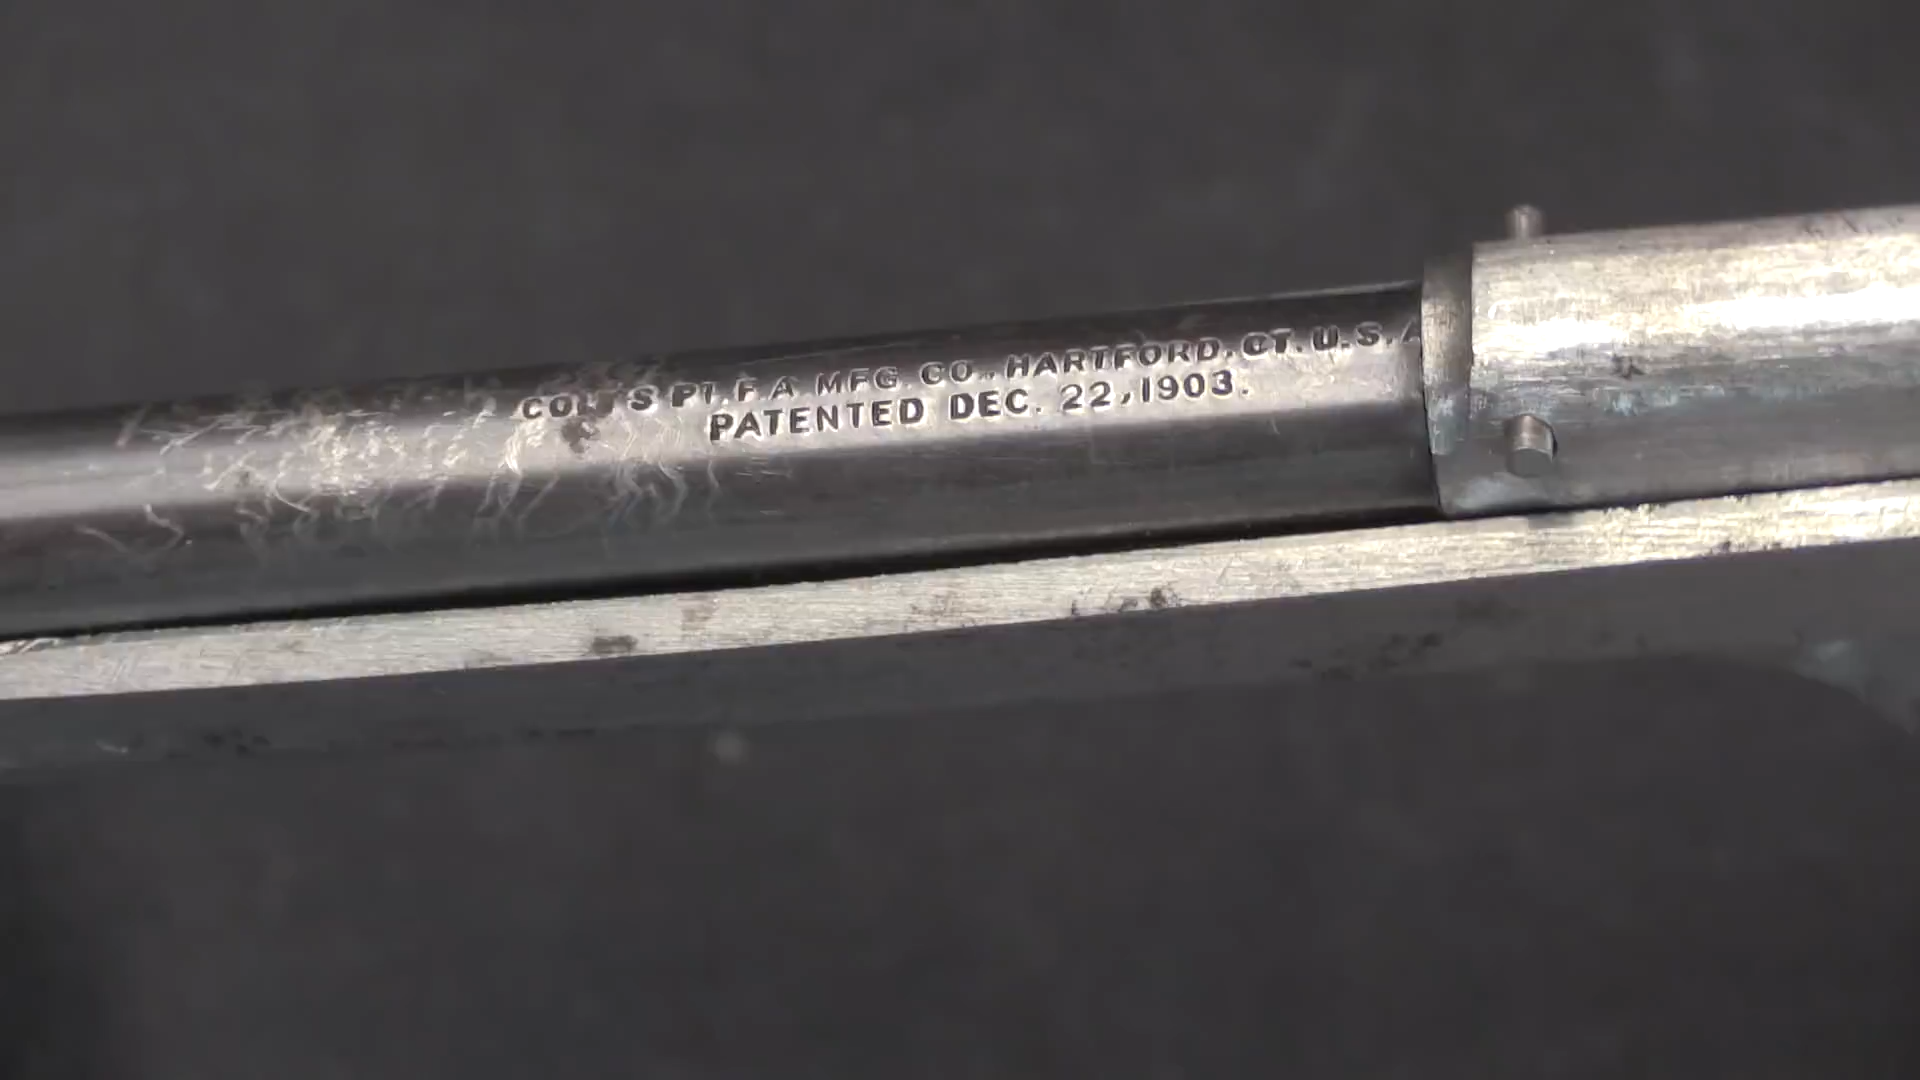 COLT'S PT. F. A. MFG. CO., HARTFORD, CT. U.S.A
PATENTED DEC. 22, 1903.